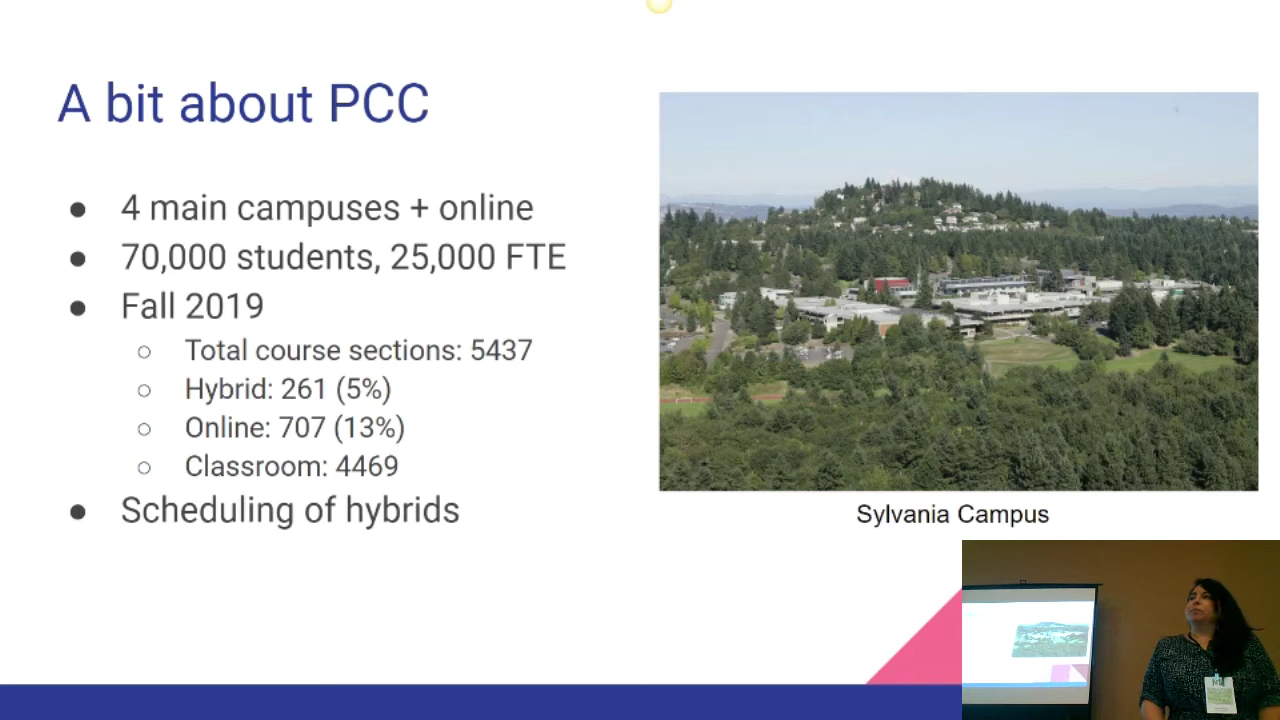 A bit about PCC
● 4 main campuses + online
● 70,000 students, 25,000 FTE
● Fall 2019
○ Total course sections: 5437
○ Hybrid: 261 (5%)
○ Online: 707 (13%)
○ Classroom: 4469
● Scheduling of hybrids
Sylvania Campus